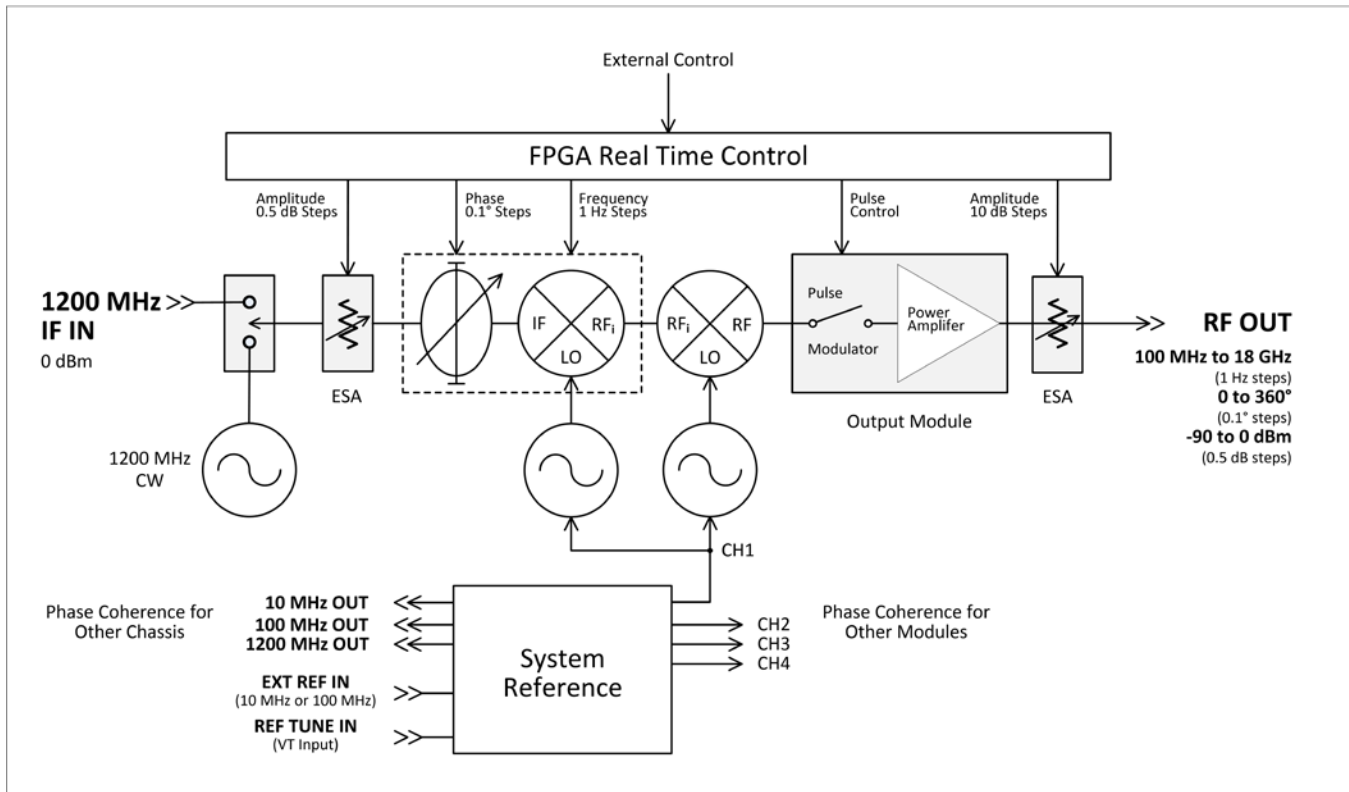 External Control
FPGA Real Time Control
Amplitude
0.5 dB Steps
Phase
0.1° Steps
Frequency
1 Hz Steps
Pulse
Control
Amplitude
10 dB Steps
1200 MHz
IF IN
0 dBm
ESA
IF
RFi
LO
RFi
RF
LO
Pulse
Modulator
Power
Amplifer
Output Module
ESA
RF OUT
100 MHz to 18 GHz
(1 Hz steps)
0 to 360°
(0.1° steps)
-90 to 0 dBm
(0.5 dB steps)
1200 MHz
CW
CH1
Phase Coherence for
Other Chassis
10 MHz OUT
100 MHz OUT
1200 MHz OUT
EXT REF IN
(10 MHz or 100 MHz)
REF TUNE IN
(VT Input)
System
Reference
CH2
CH3
CH4
Phase Coherence for
Other Modules